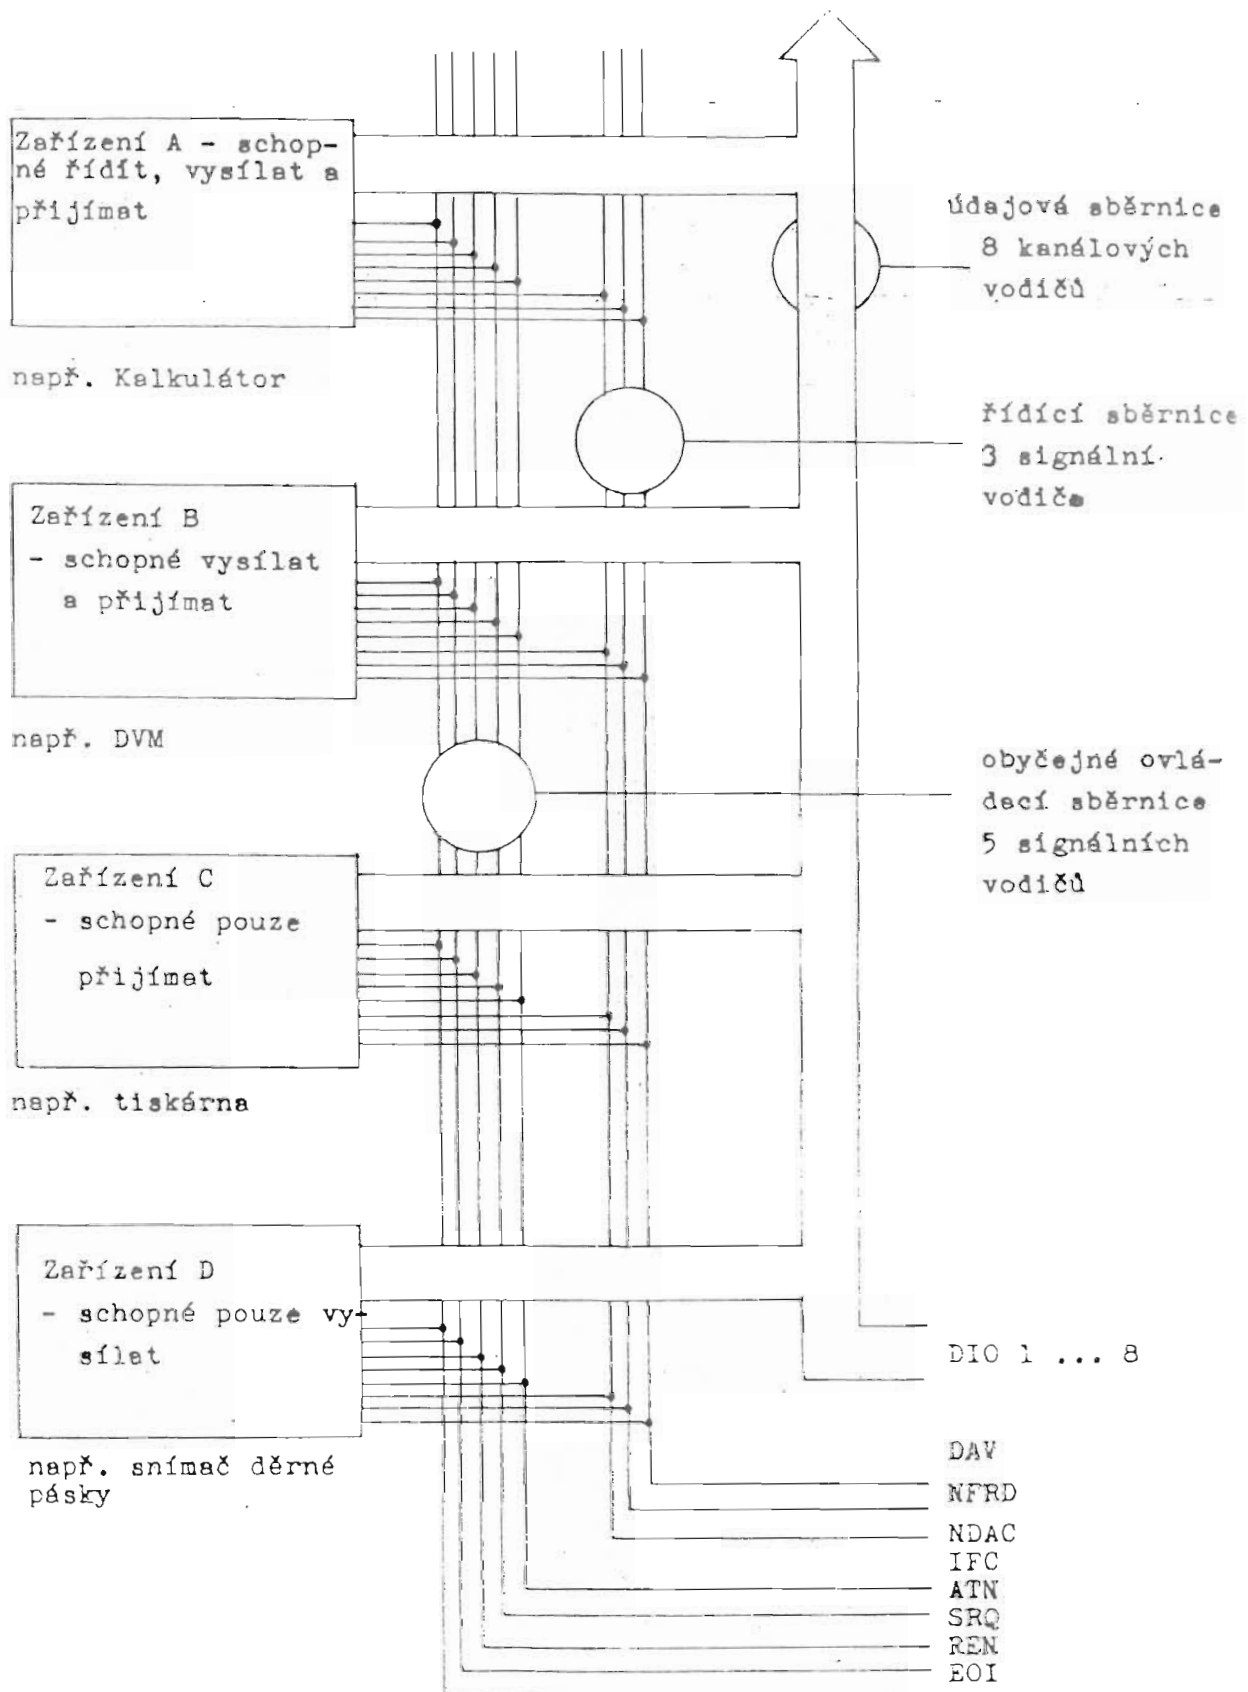 Zařízení A - schop-
né řídít, vysílat a
přijímat
např. Kalkulátor
údajová sběrnice
8 kanálových
vodičů
řídící sběrnice
3 signální
vodiče
Zařízení B
- schopné vysílat
a přijímat
např. DVM
obyčejné ovlá-
dací sběrnice
5 signálních
vodičů
Zařízení C
- schopné pouze
přijímat
např. tiskárna
Zařízení D
- schopné pouze vy-
sílat
např. snímač děrné
pásky
DIO 1 ... 8
DAV
NFRD
NDAC
IFC
ATN
SRQ
REN
EOI